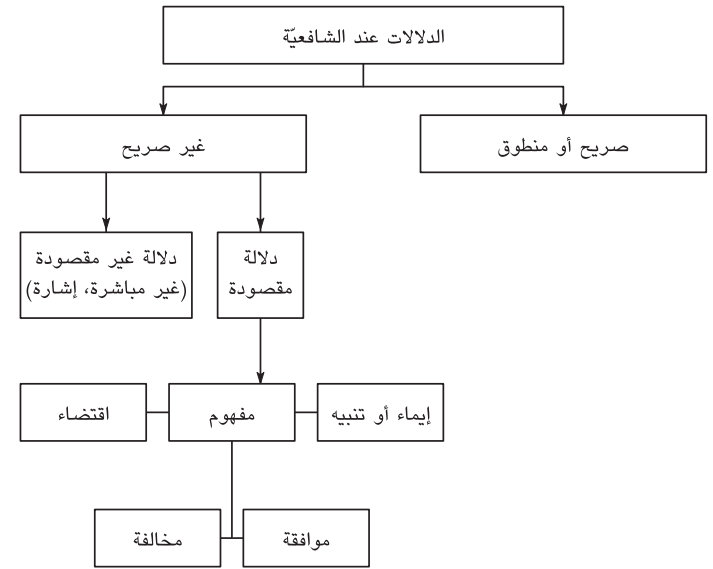 الدلالات عند الشافعيّة
صريح أو منطوق
غير صريح
دلالة
مقصودة
دلالة غير مقصودة
(غير مباشرة، إشارة)
إيماء أو تنبيه
مفهوم
اقتضاء
موافقة
مخالفة